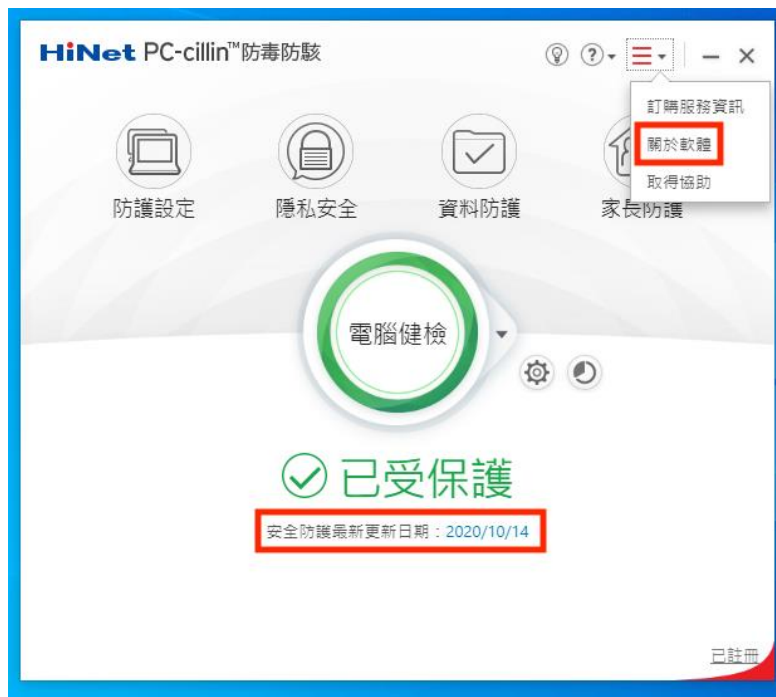 HiNet PC-cillin™防毒防駭
?
訂購服務資訊
關於軟體
取得協助
防護設定
隱私安全
資料防護
家長防護
電腦健檢
已受保護
安全防護最新更新日期：2020/10/14
已註冊